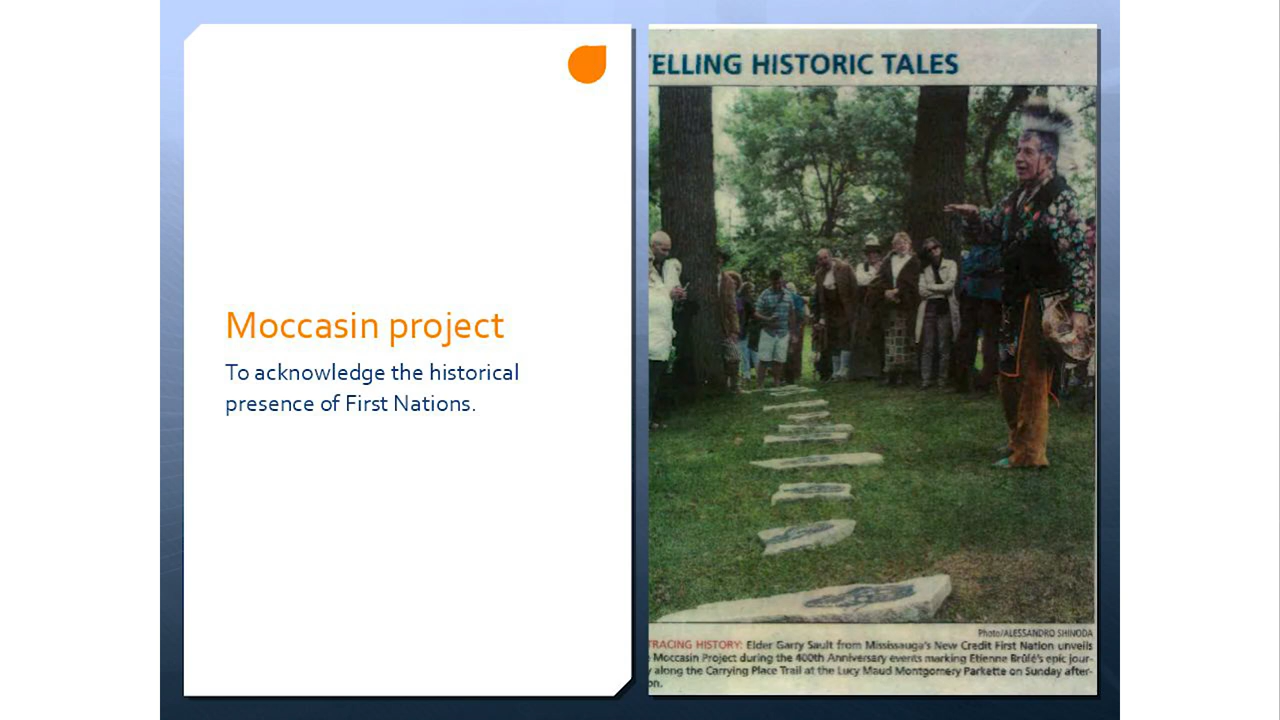 Moccasin project
To acknowledge the historical
presence of First Nations.
ELLING HISTORIC TALES
Photo/ALESSANDRO SHINODA
TRACING HISTORY: Elder Garry Sault from Mississauga's New Credit First Nation unveils
Moccasin Project during the 400th Anniversary events marking Etienne Brûlé's epic jour-
along the Carrying Place Trail at the Lucy Maud Montgomery Parkette on Sunday after-
on.